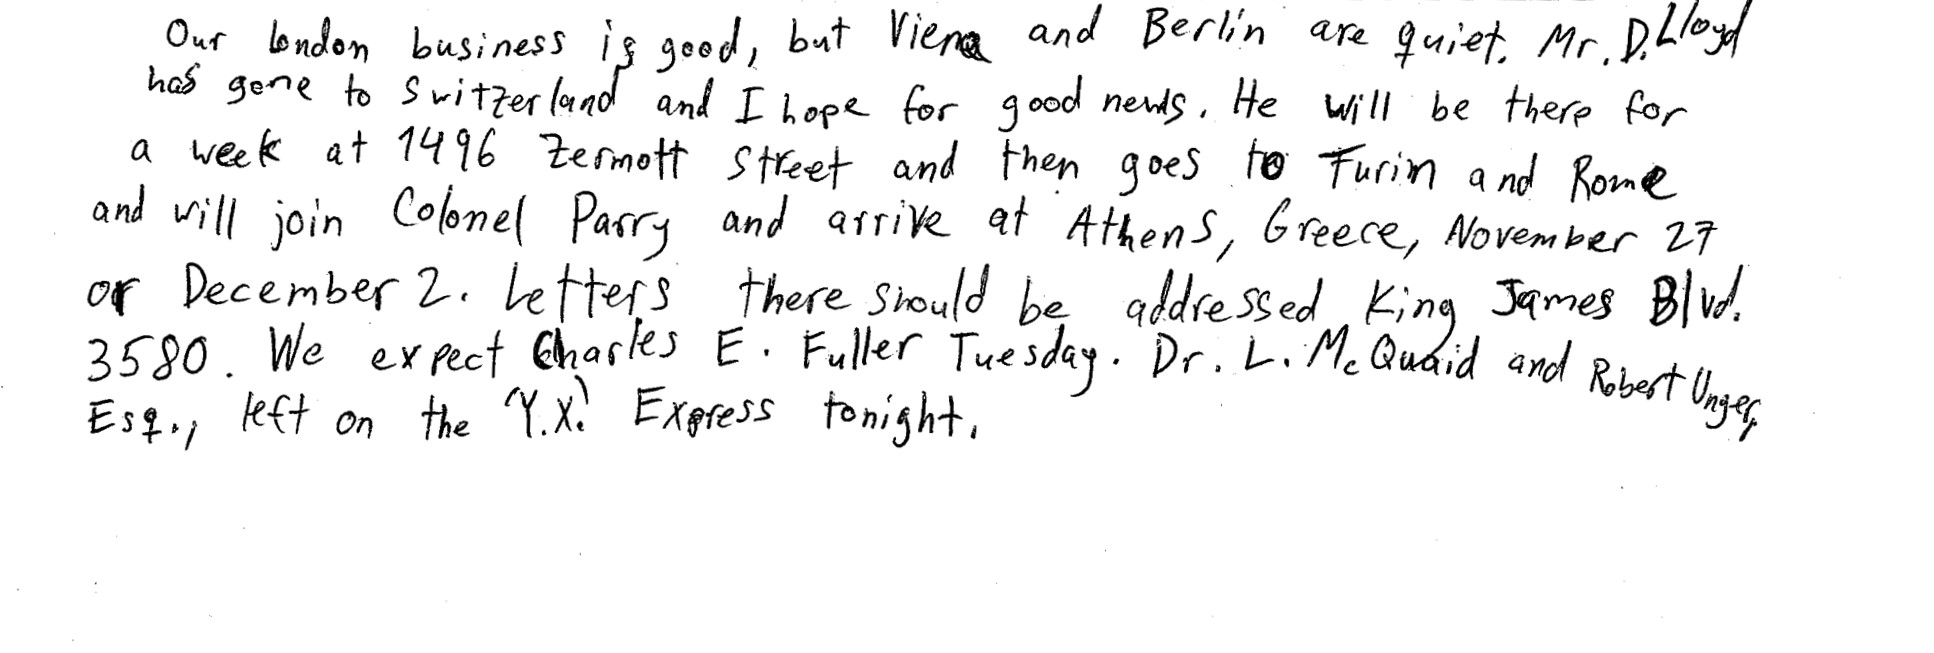 Our London business is good, but Viena and Berlin are quiet. Mr. D. Lloyd
has gone to Switzerland and I hope for good news. He will be there for
a week at 1496 Zermott Street and then goes to Turin and Rome
and will join Colonel Parry and arrive at Athens, Greece, November 27
or December 2. Letters there should be addressed King James Blvd.
3580. We expect Charles E. Fuller Tuesday. Dr. L. McQuaid and Robert Unger,
Esq., left on the "Y.X." Express tonight.